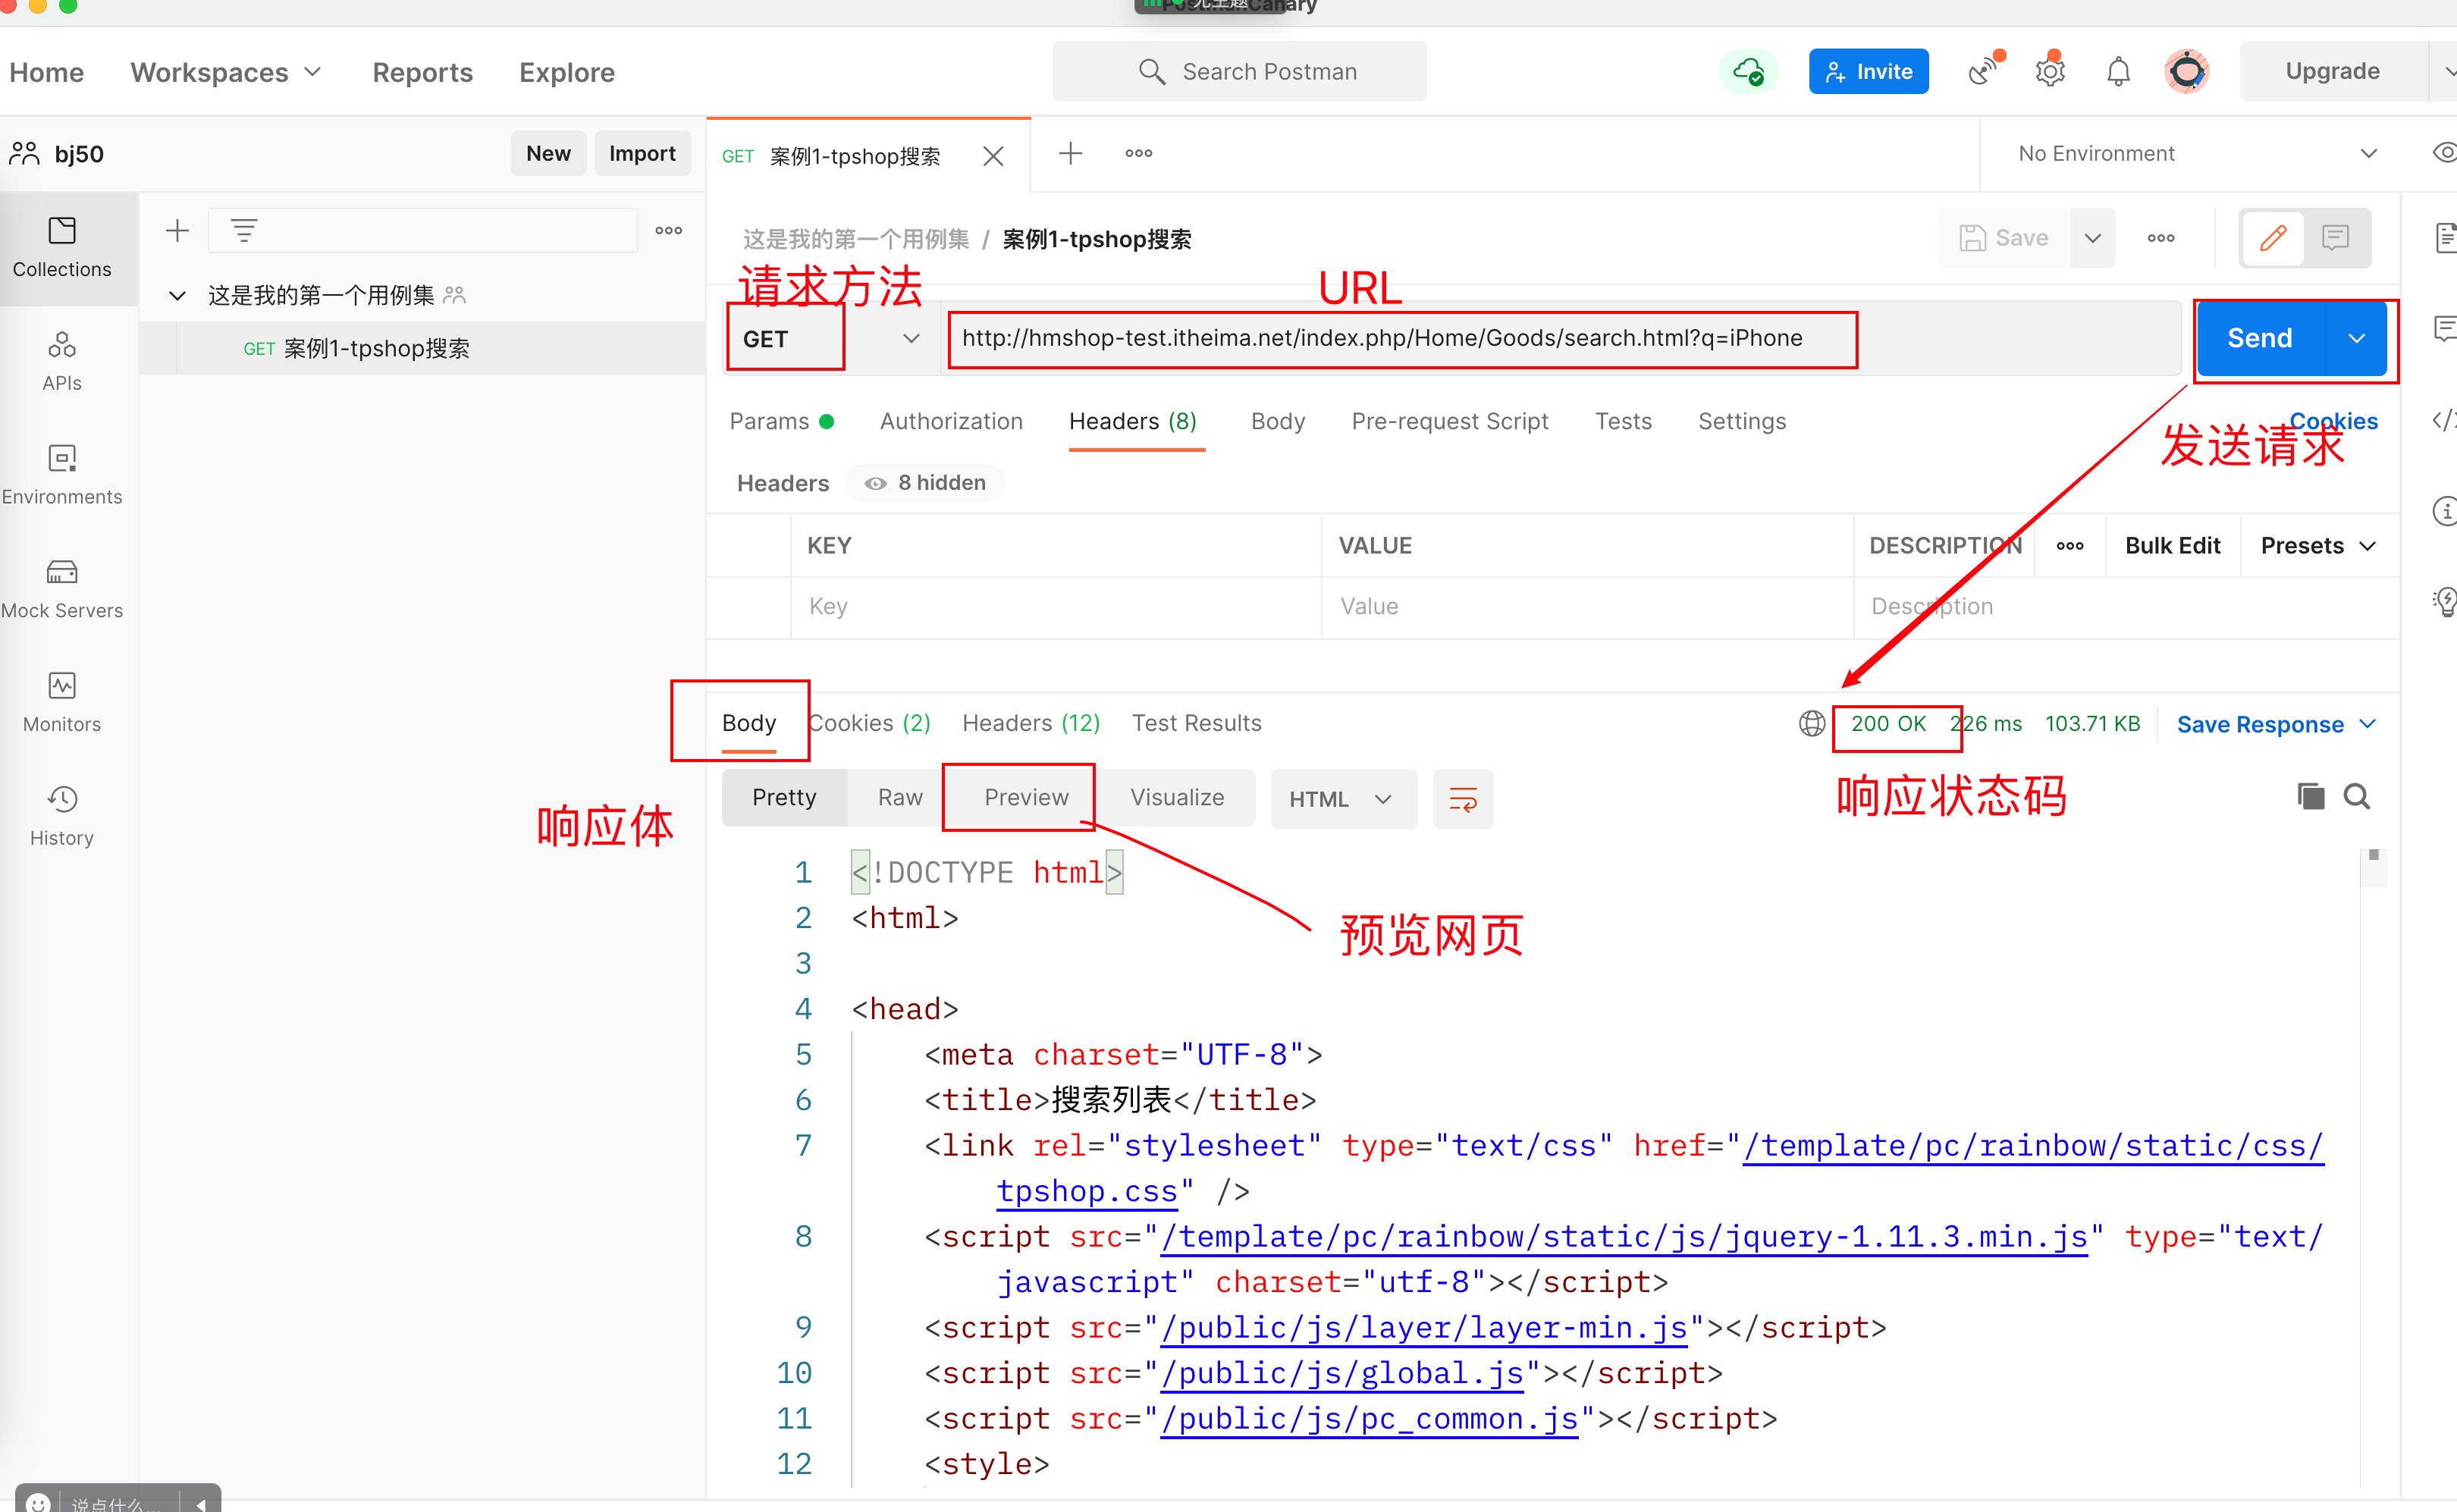 无主题
PostmanCanary
Home
Workspaces
Reports
Explore
Search Postman
Invite
Upgrade
bj50
New
Import
GET 案例1-tpshop搜索
No Environment
Collections
这是我的第一个用例集 / 案例1-tpshop搜索
Save
这是我的第一个用例集
GET 案例1-tpshop搜索
APIs
Environments
Mock Servers
Monitors
History
请求方法
URL
GET
http://hmshop-test.itheima.net/index.php/Home/Goods/search.html?q=iPhone
Send
Params
Authorization
Headers (8)
Body
Pre-request Script
Tests
Settings
Cookies
发送请求
Headers
8 hidden
KEY
VALUE
DESCRIPTION
Bulk Edit
Presets
Key
Value
Description
Body
Cookies (2)
Headers (12)
Test Results
200 OK
226 ms
103.71 KB
Save Response
Pretty
Raw
Preview
Visualize
HTML
响应体
响应状态码
预览网页
1 <!DOCTYPE html>
2 <html>
3
4 <head>
5 <meta charset="UTF-8">
6 <title>搜索列表</title>
7 <link rel="stylesheet" type="text/css" href="/template/pc/rainbow/static/css/
tpshop.css" />
8 <script src="/template/pc/rainbow/static/js/jquery-1.11.3.min.js" type="text/
javascript" charset="utf-8"></script>
9 <script src="/public/js/layer/layer-min.js"></script>
10 <script src="/public/js/global.js"></script>
11 <script src="/public/js/pc_common.js"></script>
12 <style>
说点什么...